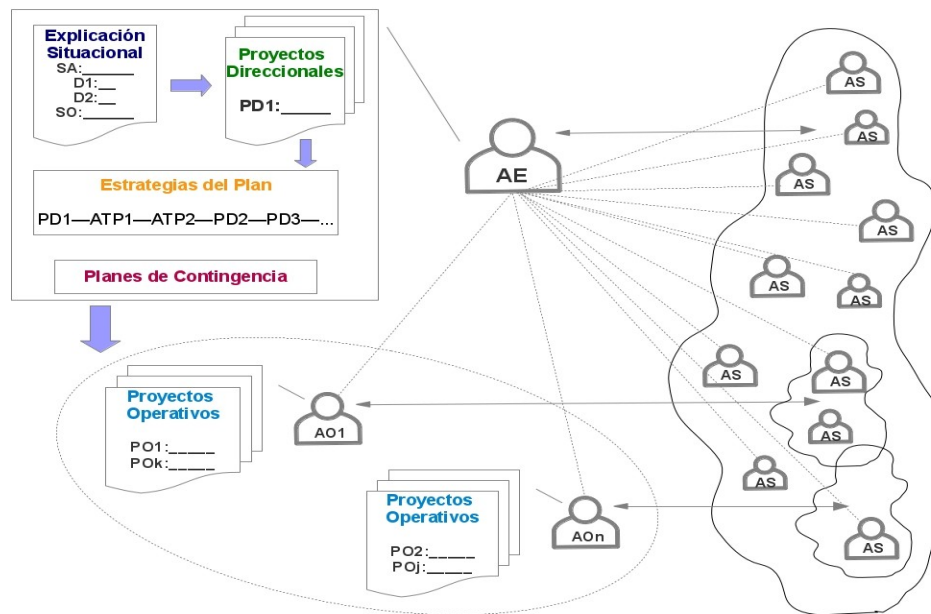 Explicación
Situacional
SA:______
D1:__
D2:__
SO:______
Proyectos
Direccionales
PD1:_____
Estrategias del Plan
PD1—ATP1—ATP2—PD2—PD3—...
Planes de Contingencia
AE
AS
AS
AS
AS
AS
AS
AS
AS
AS
AS
AS
Proyectos
Operativos
PO1:_____
POk:_____
AO1
Proyectos
Operativos
PO2:_____
POj:_____
AOn